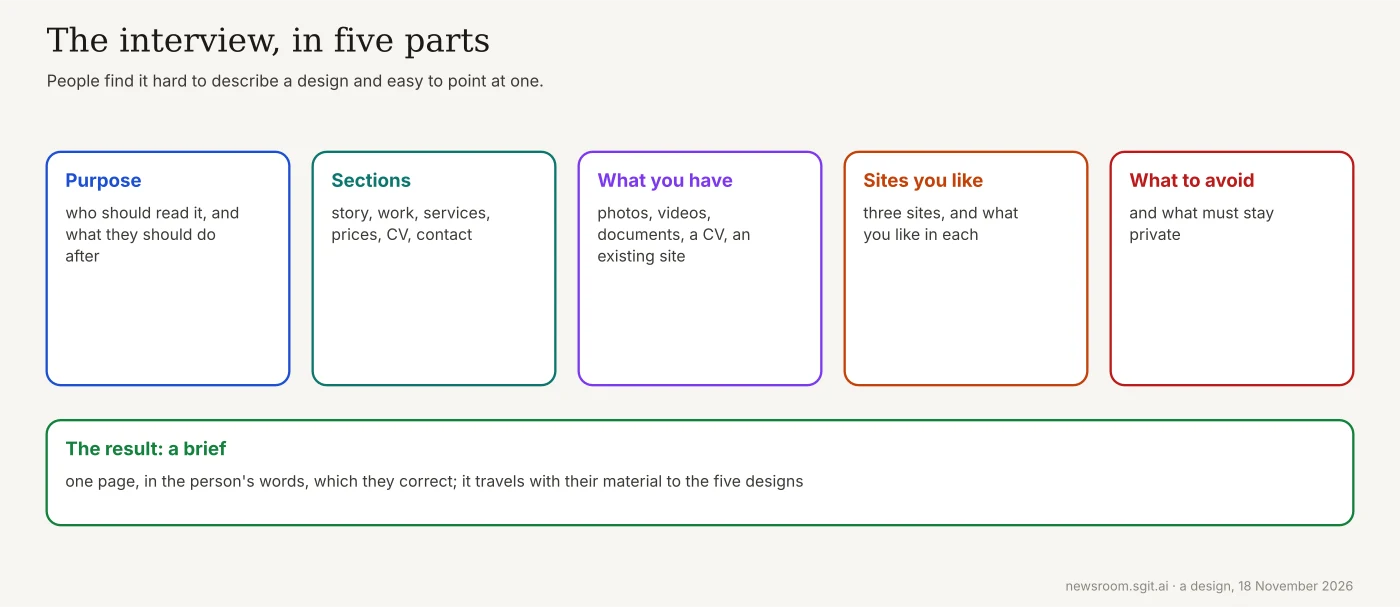 The interview, in five parts
People find it hard to describe a design and easy to point at one.
Purpose
who should read it, and
what they should do
after
Sections
story, work, services,
prices, CV, contact
What you have
photos, videos,
documents, a CV, an
existing site
Sites you like
three sites, and what
you like in each
What to avoid
and what must stay
private
The result: a brief
one page, in the person's words, which they correct; it travels with their material to the five designs
newsroom.sgit.ai · a design, 18 November 2026